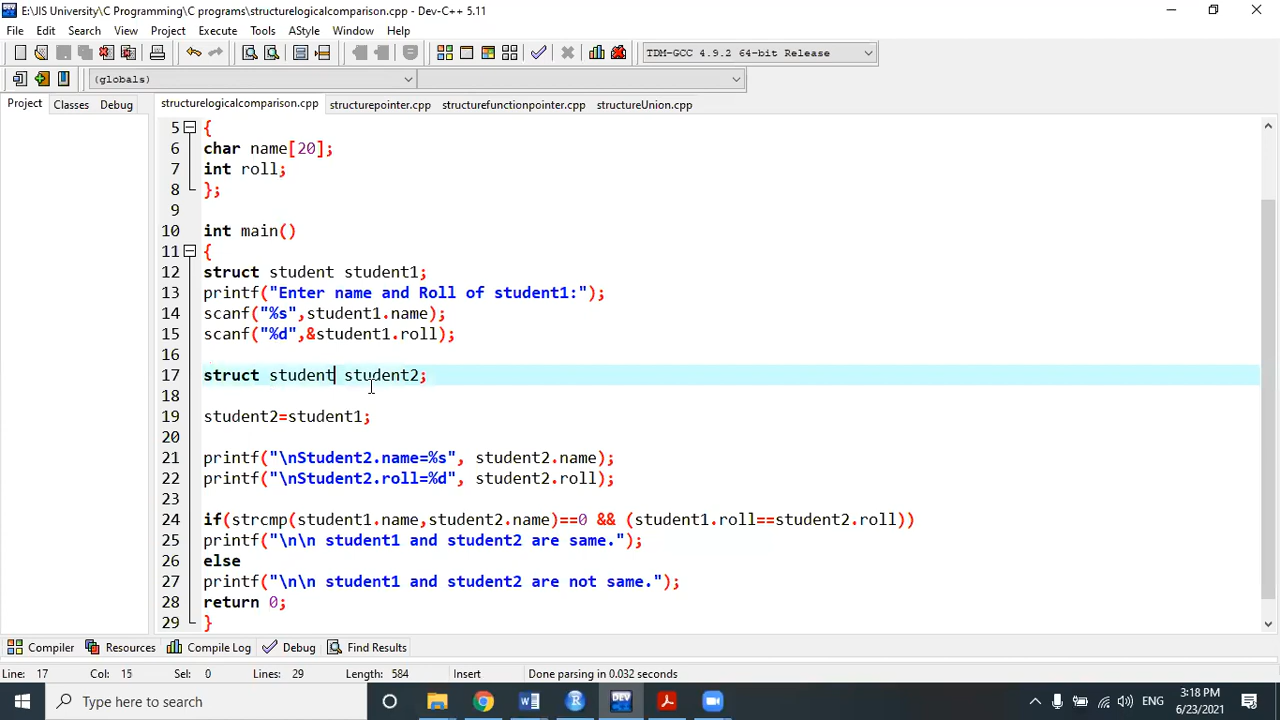 E:\JIS University\C Programming\C programs\structurelogicalcomparison.cpp - Dev-C++ 5.11
File Edit Search View Project Execute Tools AStyle Window Help
TDM-GCC 4.9.2 64-bit Release
(globals)
Project Classes Debug structurelogicalcomparison.cpp structurepointer.cpp structurefunctionpointer.cpp structureUnion.cpp
5 {
6 char name[20];
7 int roll;
8 };
9
10 int main()
11 {
12 struct student student1;
13 printf("Enter name and Roll of student1:");
14 scanf("%s",student1.name);
15 scanf("%d",&student1.roll);
16
17 struct student student2;
18
19 student2=student1;
20
21 printf("\nStudent2.name=%s", student2.name);
22 printf("\nStudent2.roll=%d", student2.roll);
23
24 if(strcmp(student1.name,student2.name)==0 && (student1.roll==student2.roll))
25 printf("\n\n student1 and student2 are same.");
26 else
27 printf("\n\n student1 and student2 are not same.");
28 return 0;
29 }
Compiler Resources Compile Log Debug Find Results
Line: 17 Col: 15 Sel: 0 Lines: 29 Length: 584 Insert Done parsing in 0.032 seconds
Type here to search
DEV
ENG
3:18 PM
6/23/2021